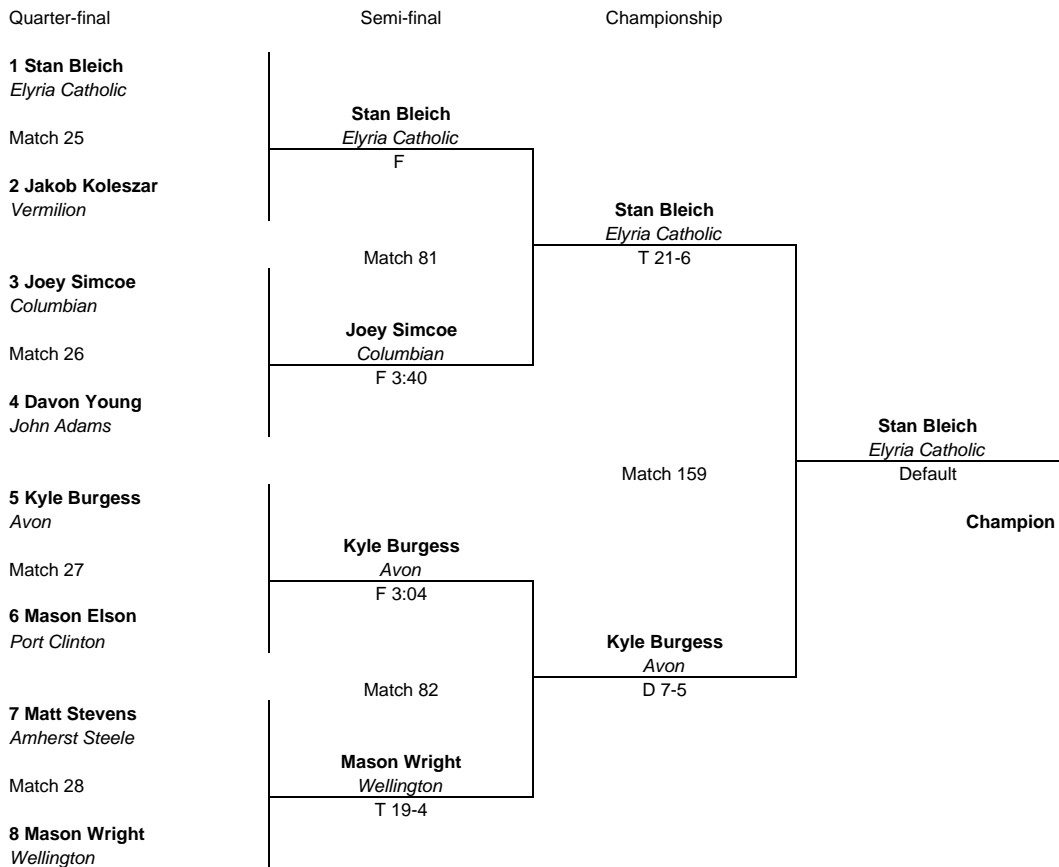 Quarter-final Semi-final Championship
1 Stan Bleich
Elyria Catholic
Stan Bleich
Match 25 Elyria Catholic
F
2 Jakob Koleszar
Vermilion Stan Bleich
Elyria Catholic
Match 81 T 21-6
3 Joey Simcoe
Columbian
Joey Simcoe
Match 26 Columbian
F 3:40
4 Davon Young
John Adams Stan Bleich
Elyria Catholic
Match 159 Default
5 Kyle Burgess
Avon Champion
Kyle Burgess
Match 27 Avon
F 3:04
6 Mason Elson
Port Clinton Kyle Burgess
Avon
Match 82 D 7-5
7 Matt Stevens
Amherst Steele
Mason Wright
Match 28 Wellington
T 19-4
8 Mason Wright
Wellington